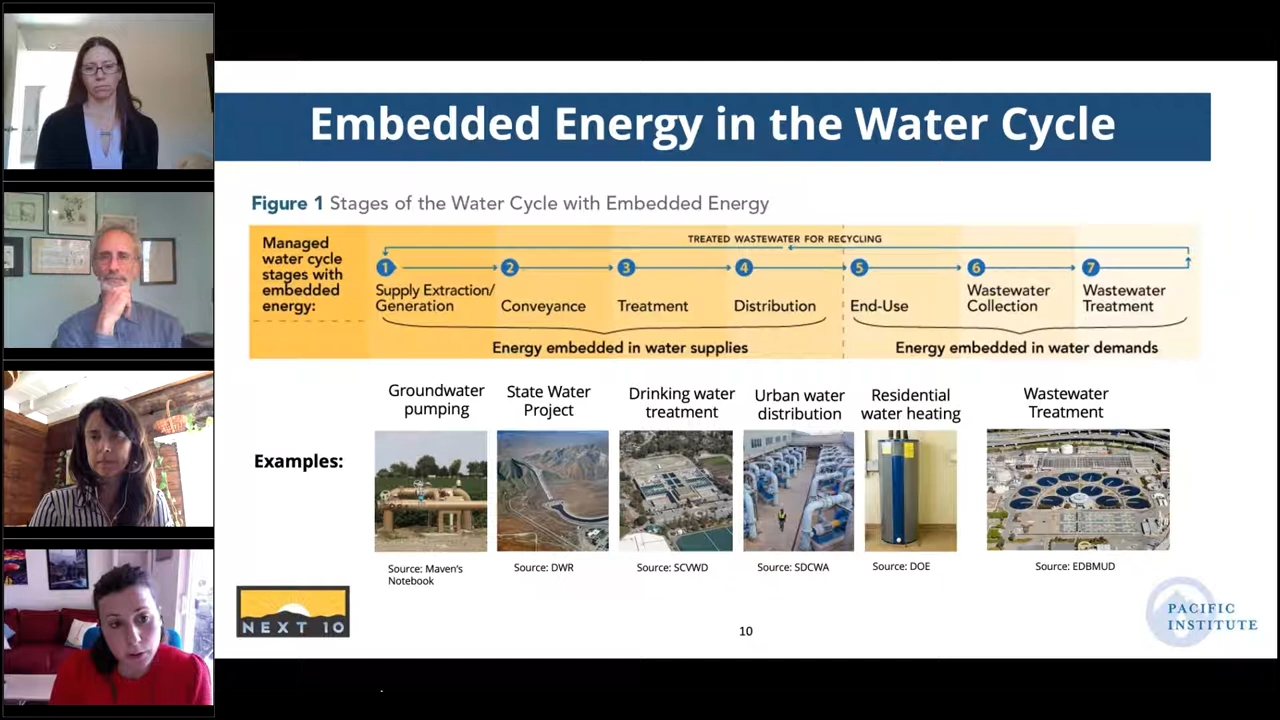 Embedded Energy in the Water Cycle
Figure 1 Stages of the Water Cycle with Embedded Energy
Managed
water cycle
stages with
embedded
energy:
TREATED WASTEWATER FOR RECYCLING
1 2 3 4 5 6 7
Supply Extraction/
Generation
Conveyance
Treatment
Distribution
End-Use
Wastewater
Collection
Wastewater
Treatment
Energy embedded in water supplies
Energy embedded in water demands
Examples:
Groundwater
pumping
State Water
Project
Drinking water
treatment
Urban water
distribution
Residential
water heating
Wastewater
Treatment
Source: Maven's
Notebook
Source: DWR
Source: SCVWD
Source: SDCWA
Source: DOE
Source: EDBMUD
NEXT 10
10
PACIFIC
INSTITUTE